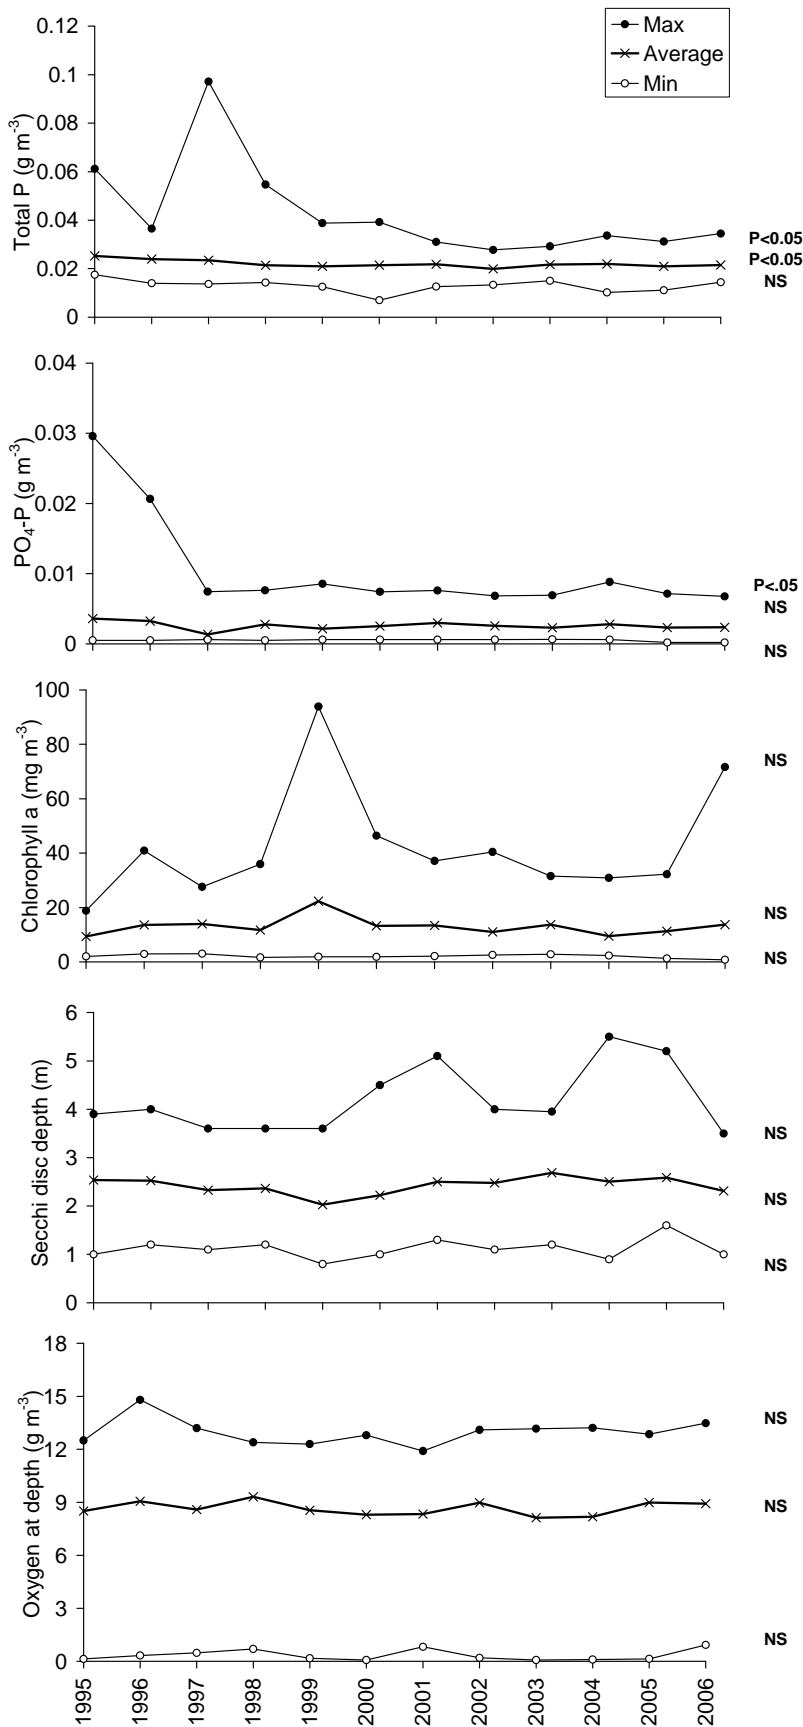 Max
Average
Min
Total P (g m-3)
0.12
0.1
0.08
0.06
0.04
0.02
0
P<0.05
P<0.05
NS
PO4-P (g m-3)
0.04
0.03
0.02
0.01
0
P<.05
NS
NS
Chlorophyll a (mg m-3)
100
80
60
40
20
0
NS
NS
NS
Secchi disc depth (m)
6
5
4
3
2
1
0
NS
NS
NS
Oxygen at depth (g m-3)
18
15
12
9
6
3
0
NS
NS
NS
1995
1996
1997
1998
1999
2000
2001
2002
2003
2004
2005
2006